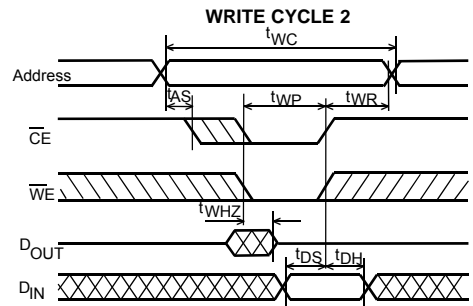 WRITE CYCLE 2
tWC
Address
tAS
tWP
tWR
CE
WE
tWHZ
DOUT
tDS
tDH
DIN